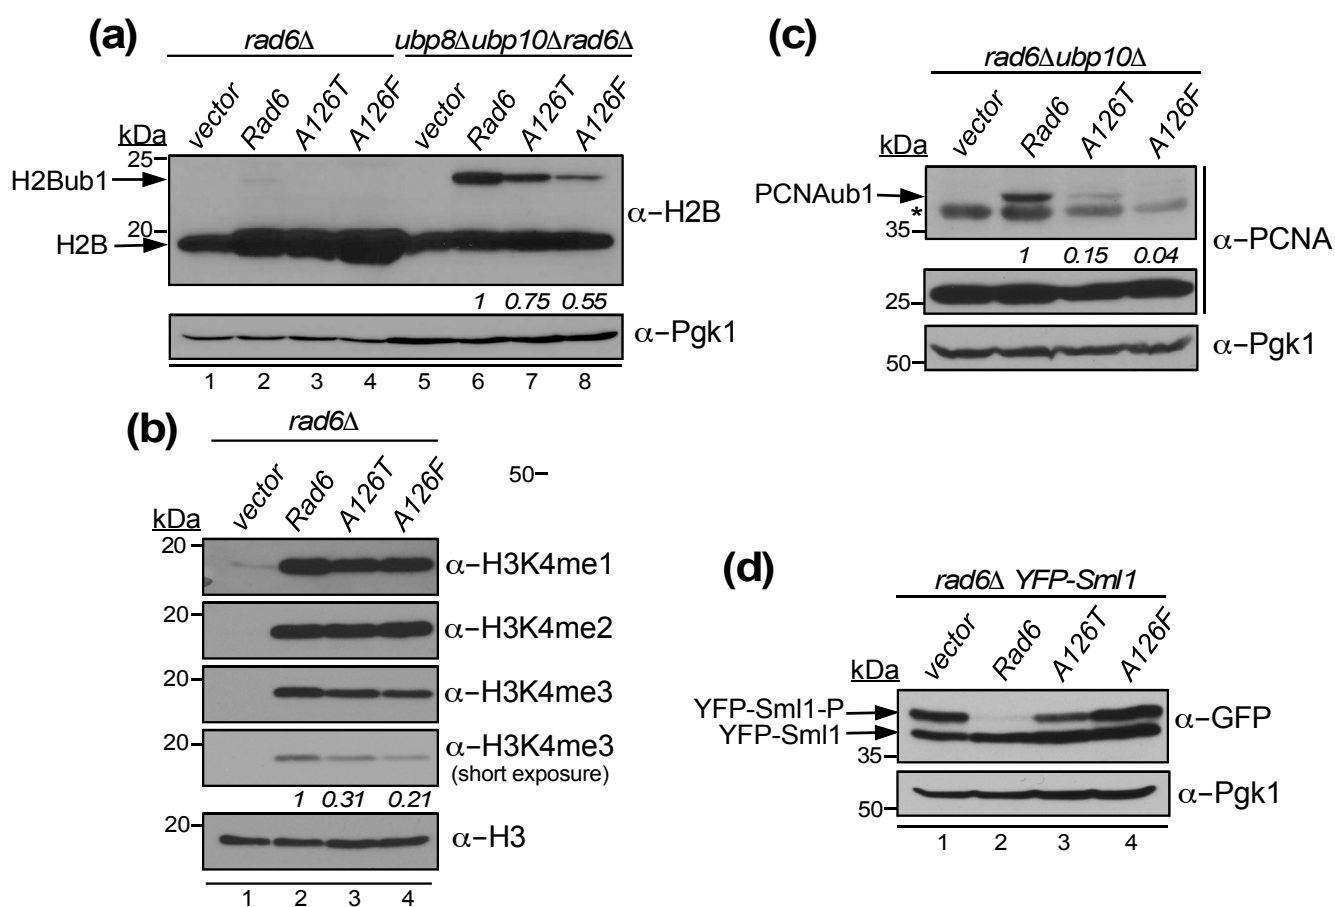 (a)
rad6Δ ubp8Δubp10Δrad6Δ
vector Rad6 A126T A126F vector Rad6 A126T A126F
kDa
25
H2Bub1
α-H2B
20
H2B
1 0.75 0.55
α-Pgk1
1 2 3 4 5 6 7 8
(b)
rad6Δ
vector Rad6 A126T A126F
50
kDa
20
α-H3K4me1
20
α-H3K4me2
20
α-H3K4me3
20
α-H3K4me3
(short exposure)
1 0.31 0.21
20
α-H3
1 2 3 4
(c)
rad6Δubp10Δ
vector Rad6 A126T A126F
kDa
PCNAub1
*
35
α-PCNA
1 0.15 0.04
25
α-Pgk1
50
(d)
rad6Δ YFP-Sml1
vector Rad6 A126T A126F
kDa
YFP-Sml1-P
α-GFP
YFP-Sml1
35
α-Pgk1
50
1 2 3 4